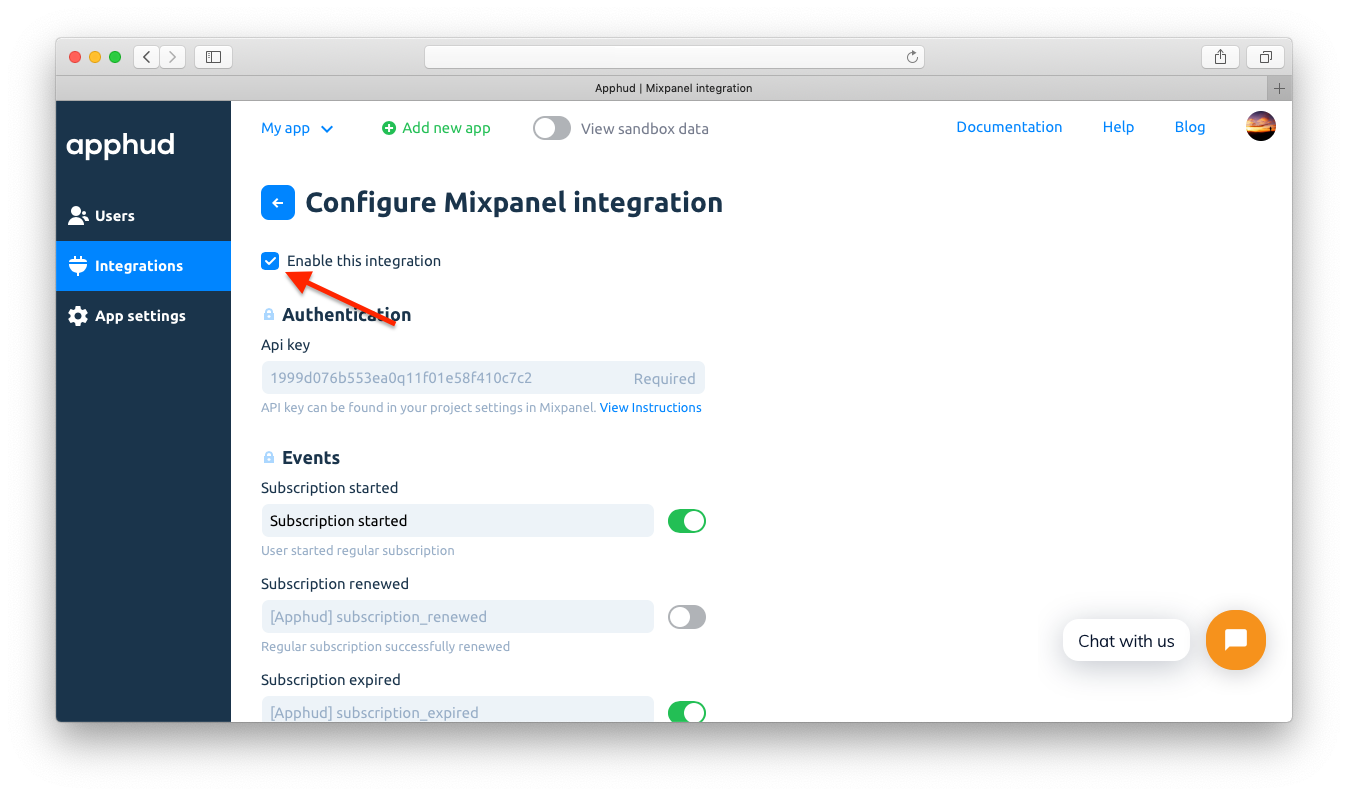 Apphud | Mixpanel integration
apphud
My app
Add new app
View sandbox data
Documentation
Help
Blog
Users
Integrations
App settings
Configure Mixpanel integration
Enable this integration
Authentication
Api key
1999d076b553ea0q11f01e58f410c7c2 Required
API key can be found in your project settings in Mixpanel. View Instructions
Events
Subscription started
Subscription started
User started regular subscription
Subscription renewed
[Apphud] subscription_renewed
Regular subscription successfully renewed
Subscription expired
[Apphud] subscription_expired
Chat with us